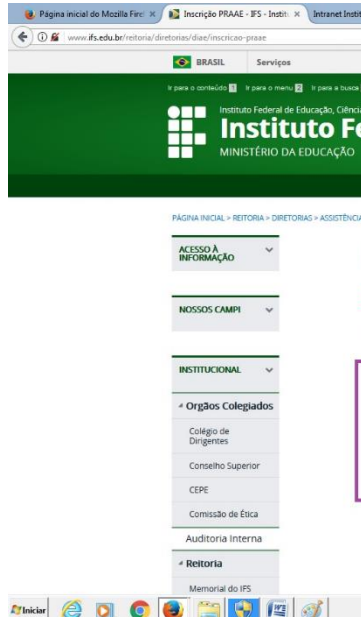 Página inicial do Mozilla Firef
Inscrição PRAAE - IFS - Institu
Intranet Instit
www.ifs.edu.br/reitoria/diretorias/diae/inscricao-praae
BRASIL Serviços
Ir para o conteúdo 1 Ir para o menu 2 Ir para a busca
Instituto Federal de Educação, Ciênci
Instituto Fe
MINISTÉRIO DA EDUCAÇÃO
PÁGINA INICIAL > REITORIA > DIRETORIAS > ASSISTÊNCIA
ACESSO À
INFORMAÇÃO
NOSSOS CAMPI
INSTITUCIONAL
Orgãos Colegiados
Colégio de
Dirigentes
Conselho Superior
CEPE
Comissão de Ética
Auditoria Interna
Reitoria
Memorial do IFS
Iniciar